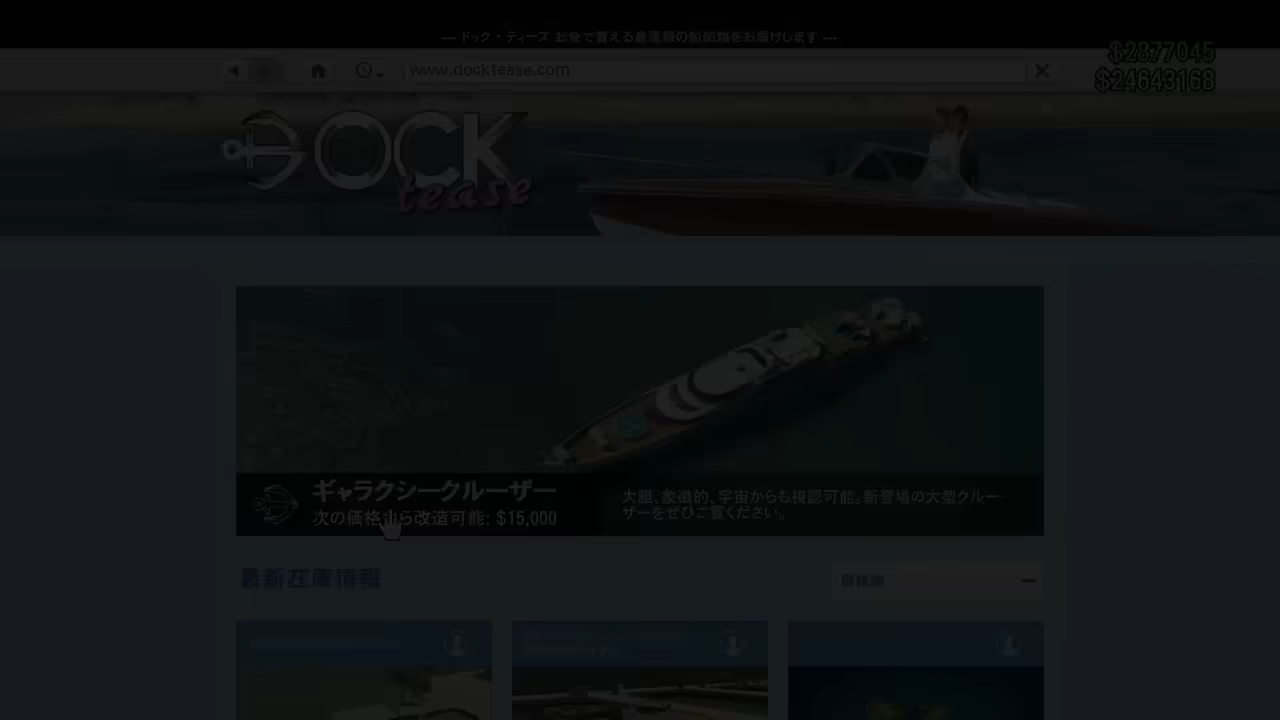 --- ドック・ティーズ お金で買える最高級の船舶類をお届けします ---
www.docktease.com
$2877045
$24643168
DOCK
tease
ギャラクシークルーザー
次の価格から改造可能: $15,000
大胆、象徴的、宇宙からも視認可能。新登場の大型クルー
ザーをぜひご覧ください。
最新在庫情報